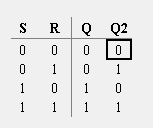 S R Q Q2
0 0 0 0
0 1 0 1
1 0 1 0
1 1 1 1